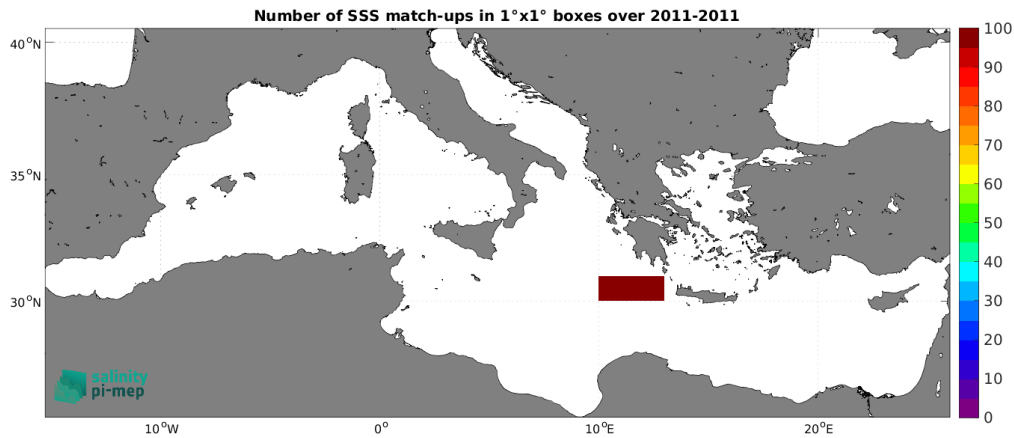 Number of SSS match-ups in 1°x1° boxes over 2011-2011
40°N
35°N
30°N
10°W
0°
10°E
20°E
100
90
80
70
60
50
40
30
20
10
0
salinity
pi-mep